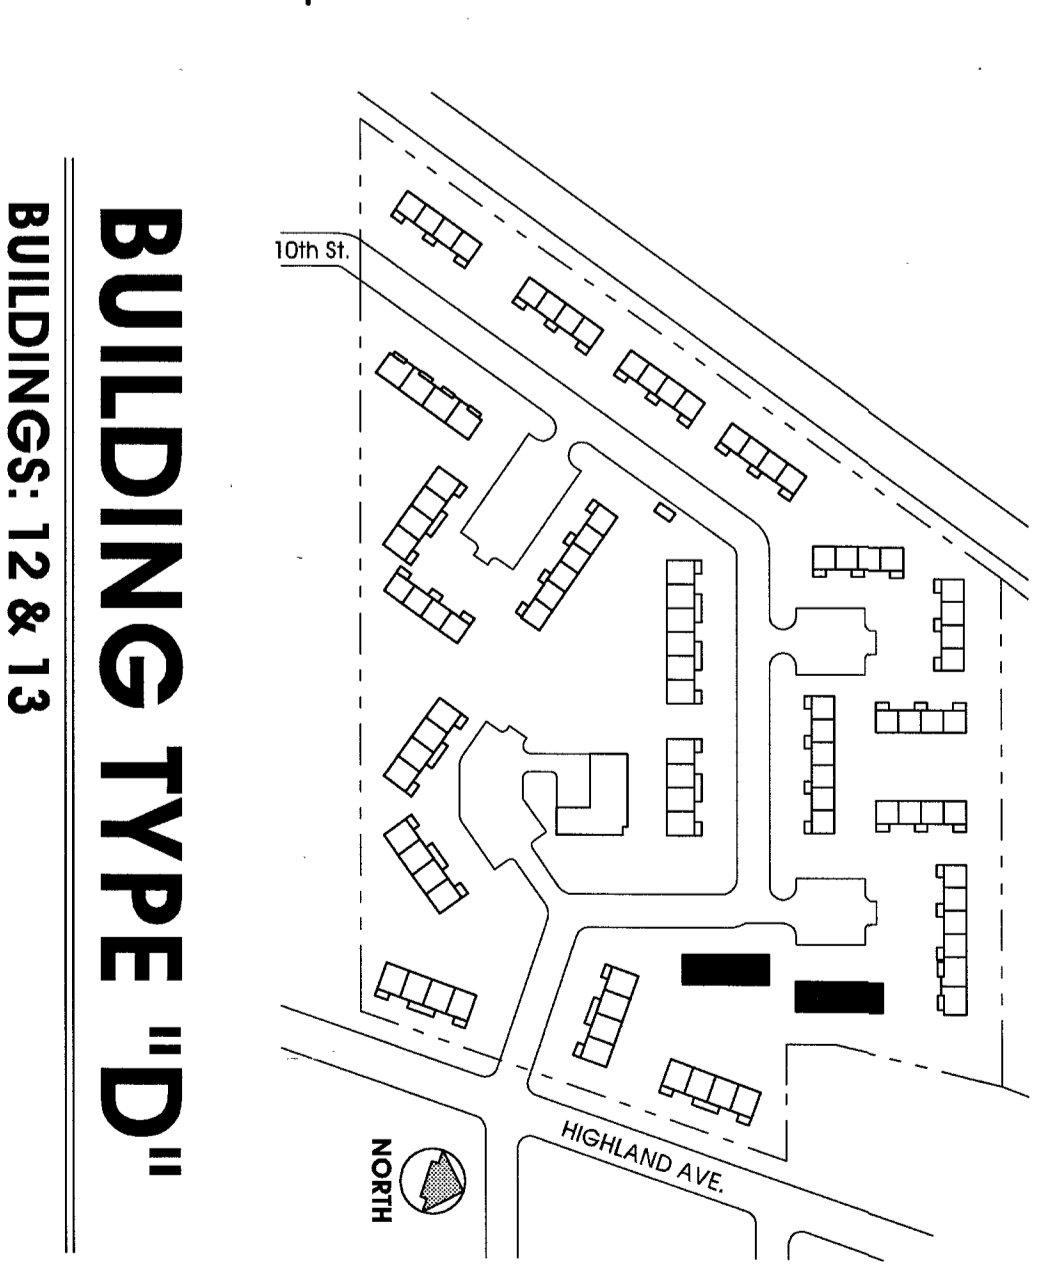 BUILDING TYPE "D"
BUILDINGS: 12 & 13
10th St.
HIGHLAND AVE.
NORTH